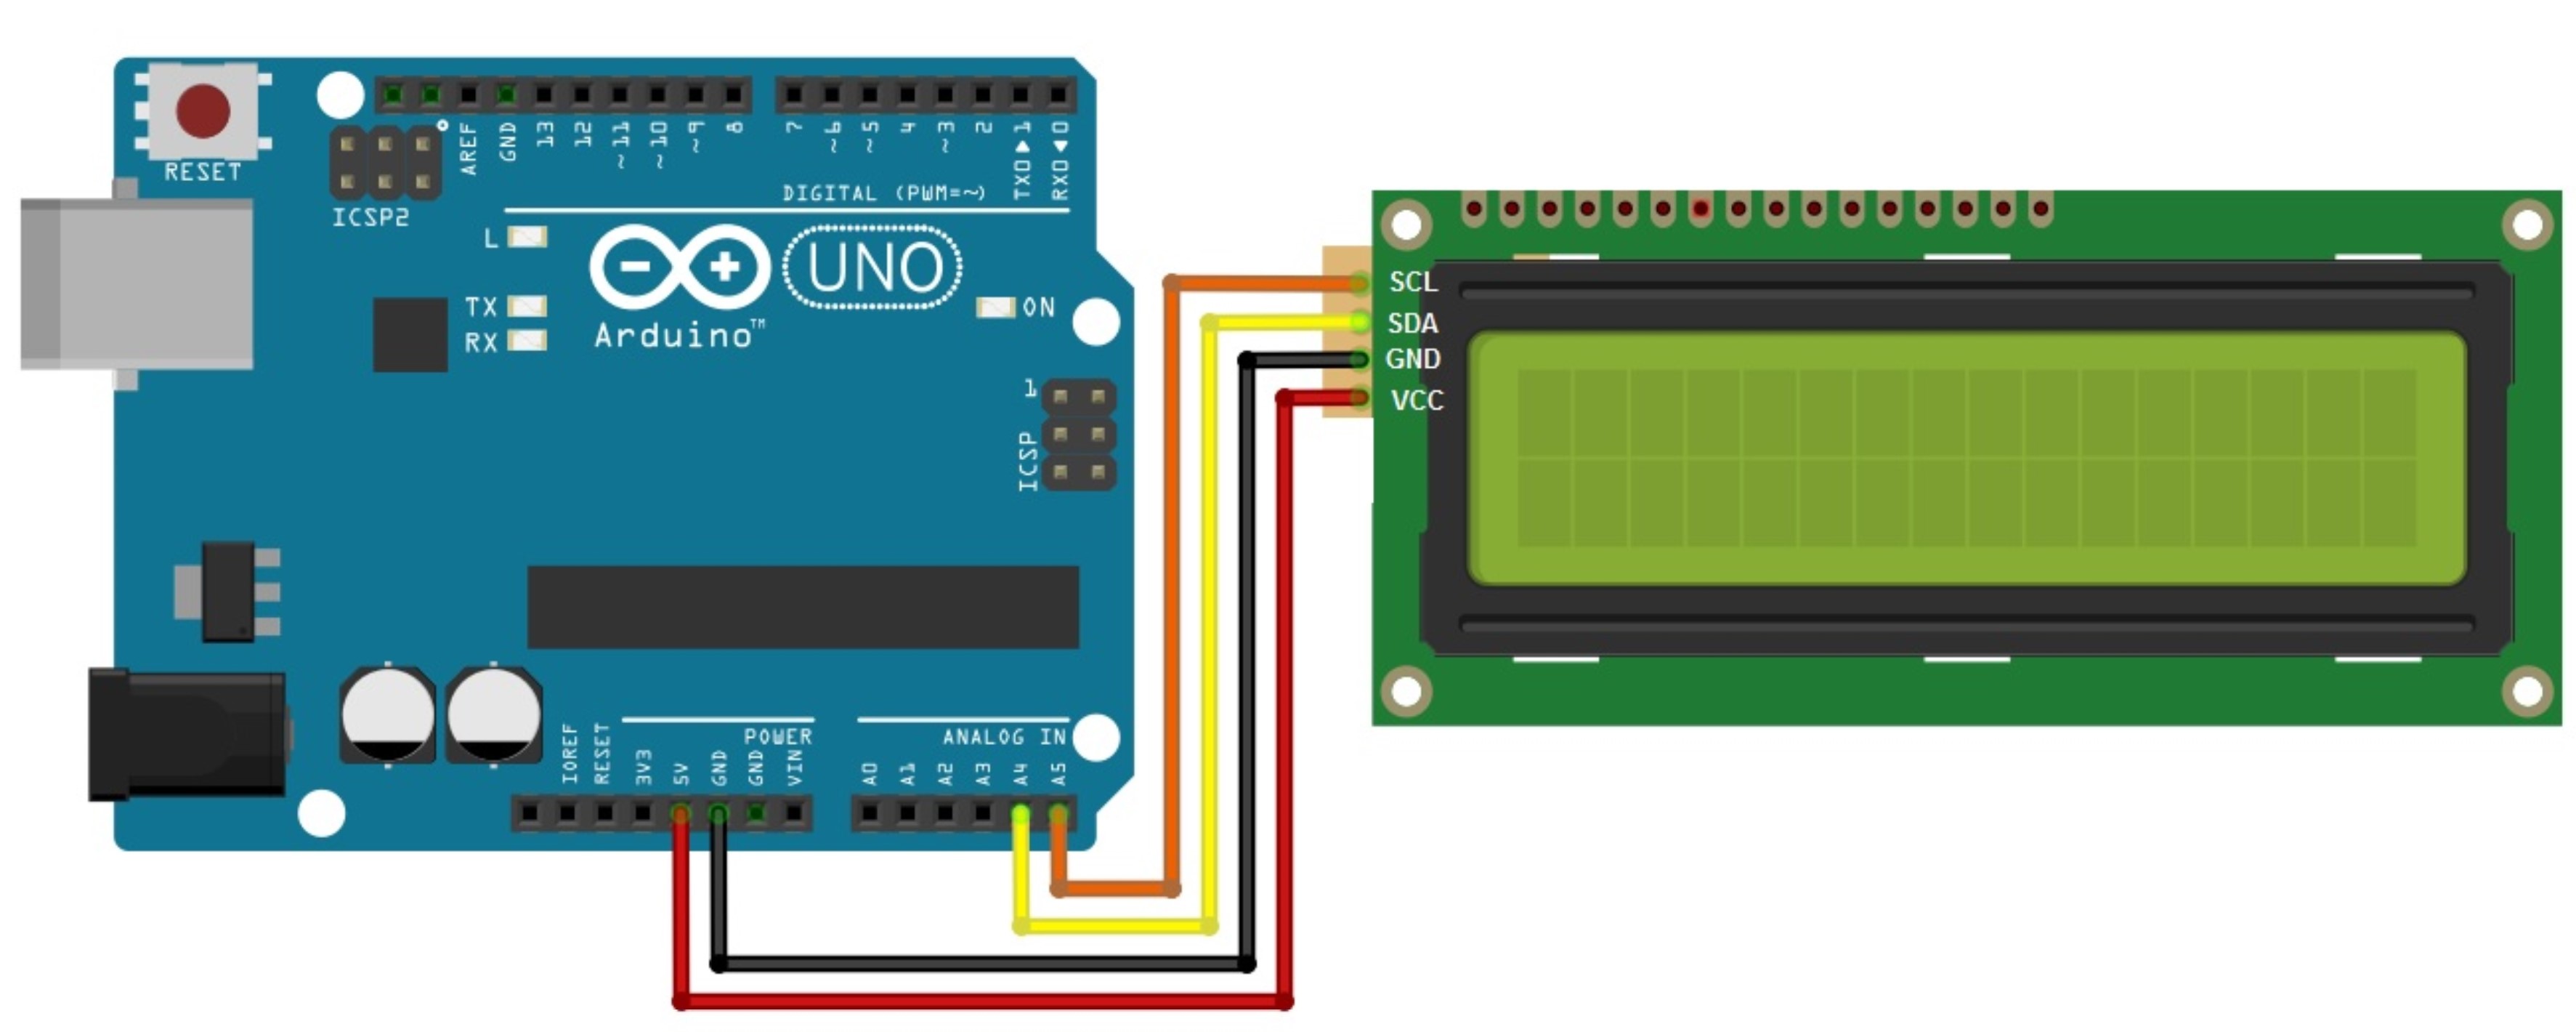 RESET
ICSP2
AREF
GND
13
12
~11
~10
~9
8
7
~6
~5
4
~3
2
TX0▶1
RX0◀0
DIGITAL (PWM=~)
L
TX
RX
UNO
Arduino™
ON
1
ICSP
SCL
SDA
GND
VCC
POWER
ANALOG IN
IOREF
RESET
3V3
5V
GND
GND
VIN
A0
A1
A2
A3
A4
A5